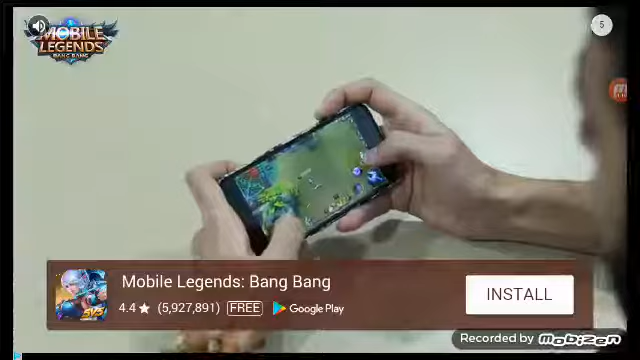 MOBILE
LEGENDS
BANG BANG
5
Mobile Legends: Bang Bang
4.4 ★ (5,927,891) FREE Google Play
5V5
INSTALL
Recorded by mobizen